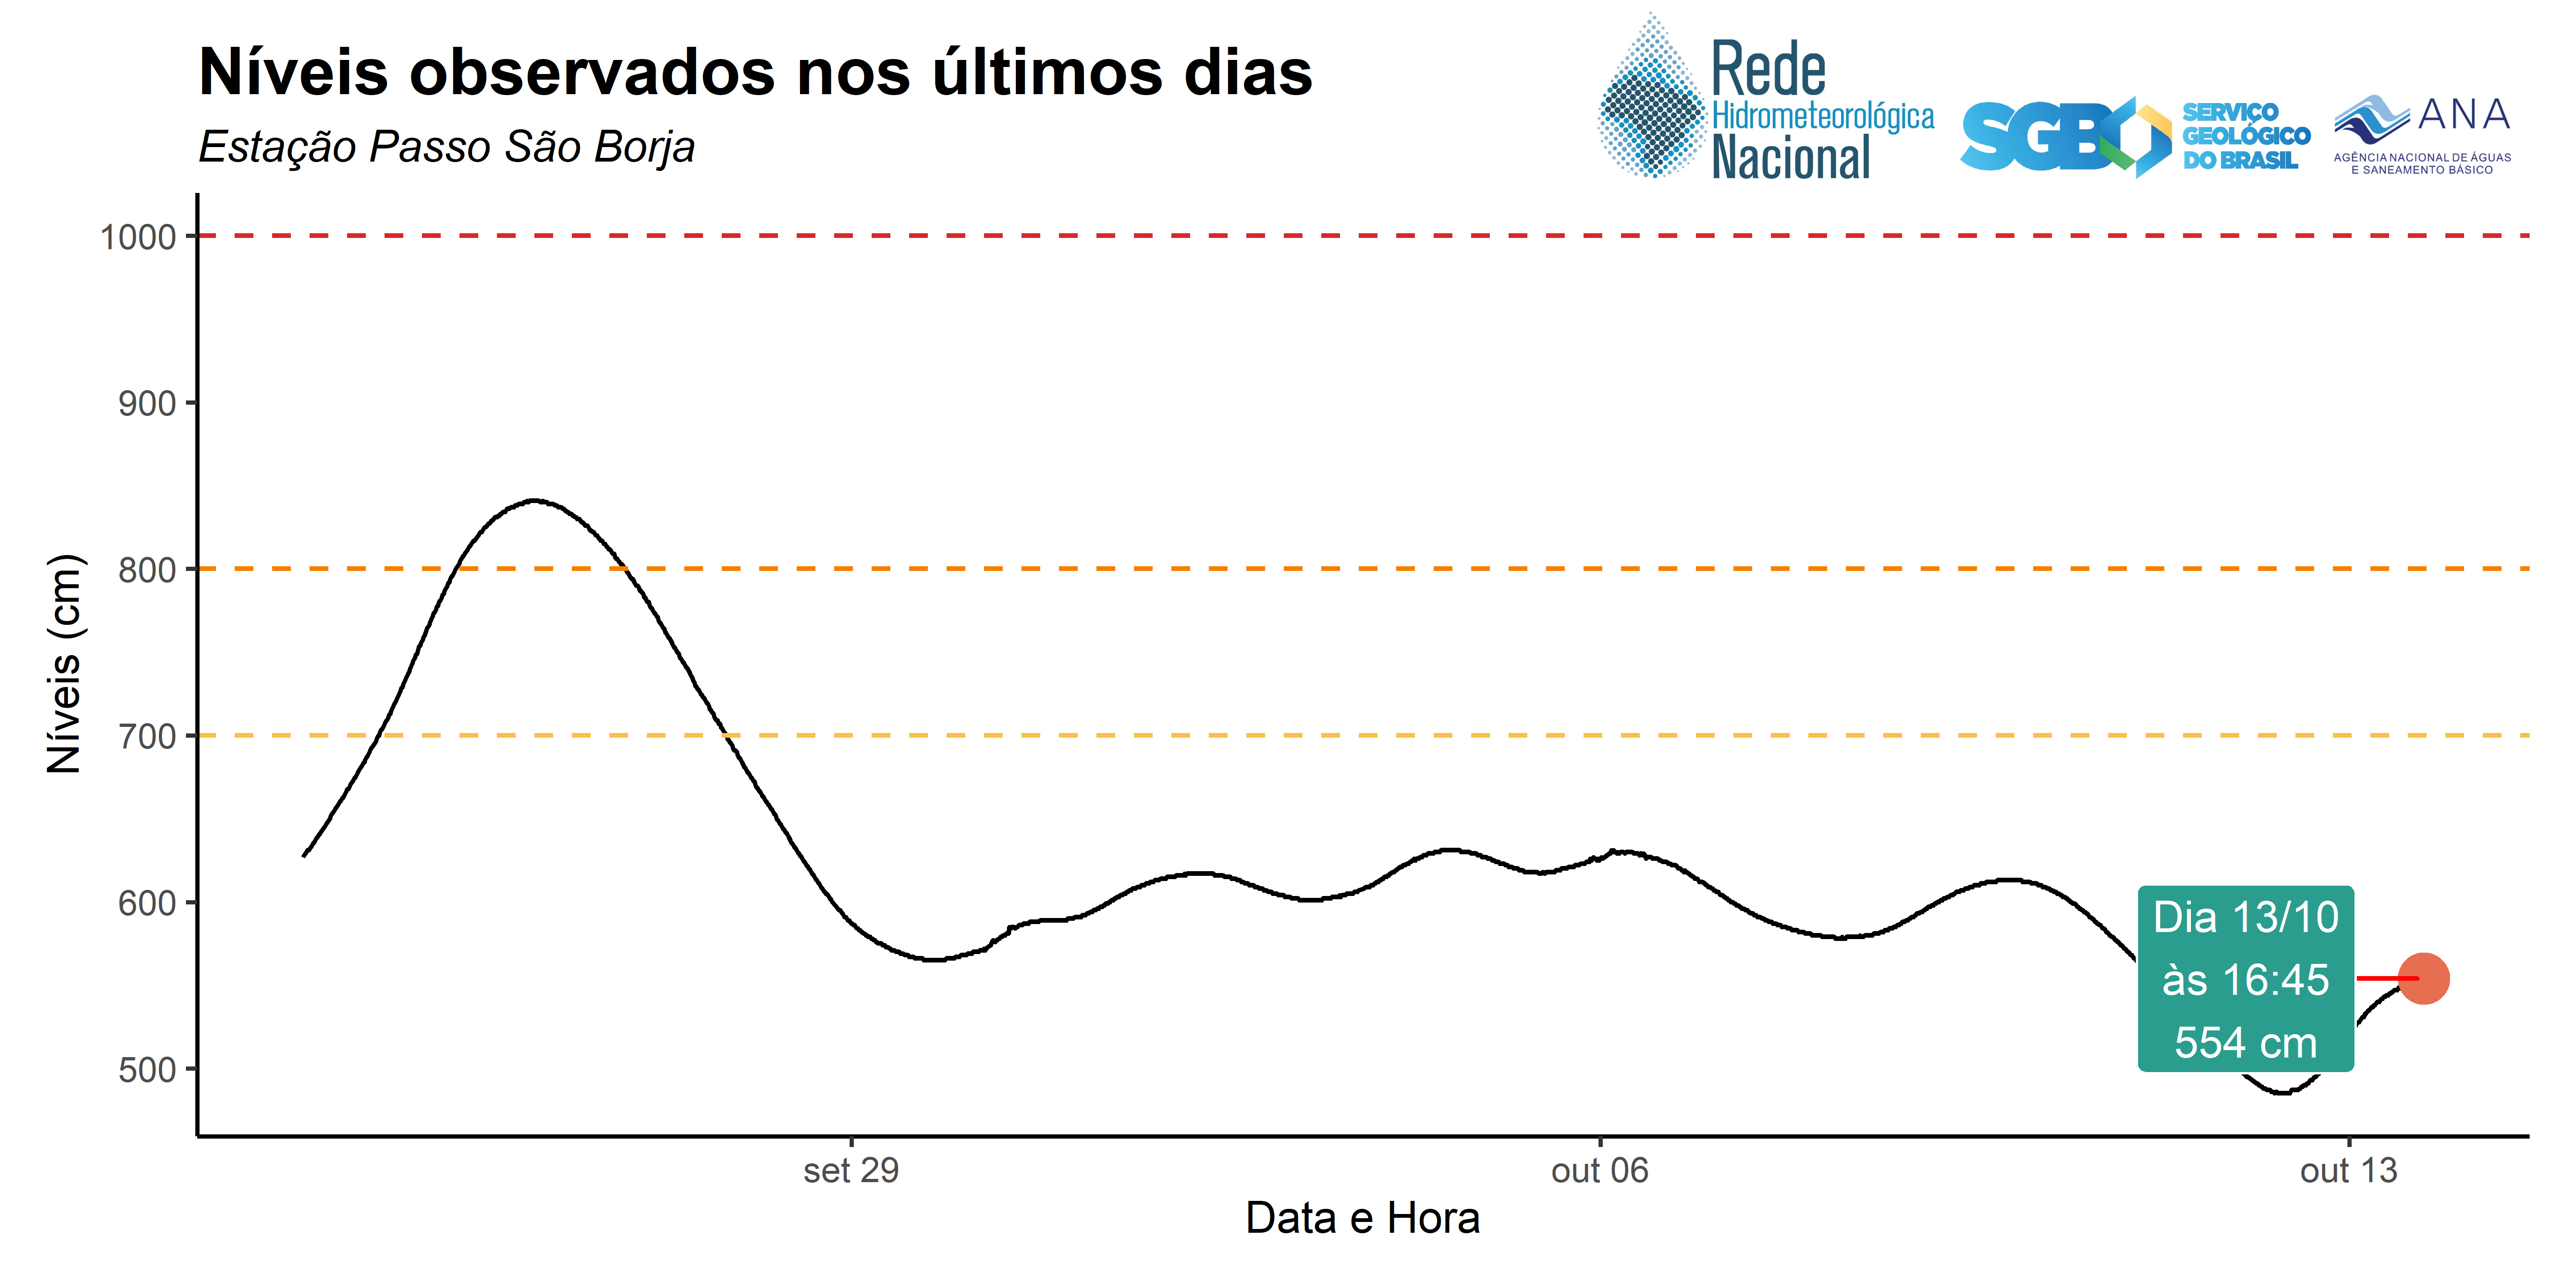 Níveis observados nos últimos dias
Estação Passo São Borja
Rede
Hidrometeorológica
Nacional
SGB
SERVIÇO
GEOLÓGICO
DO BRASIL
ANA
AGÊNCIA NACIONAL DE ÁGUAS
E SANEAMENTO BÁSICO
Níveis (cm)
1000
900
800
700
600
500
Dia 13/10
às 16:45
554 cm
set 29
out 06
out 13
Data e Hora